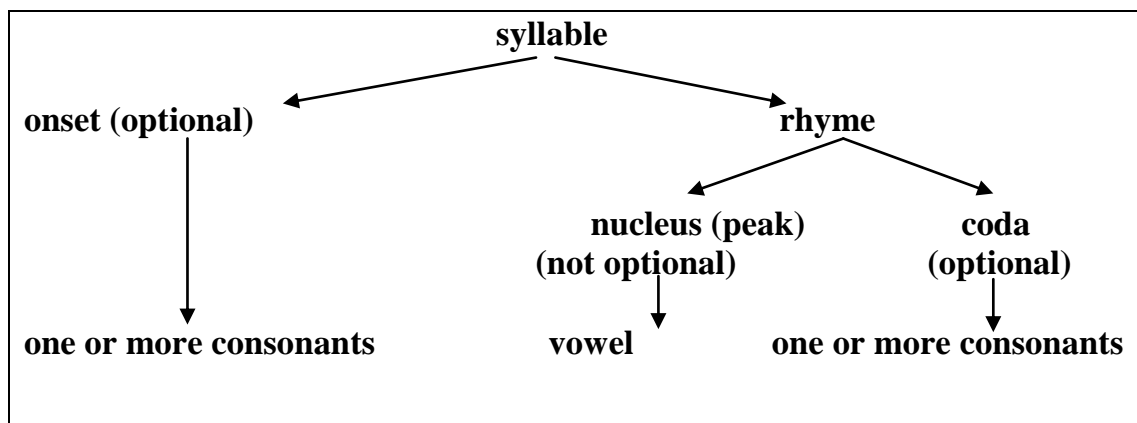 syllable
onset (optional) rhyme
nucleus (peak) coda
(not optional) (optional)
one or more consonants vowel one or more consonants